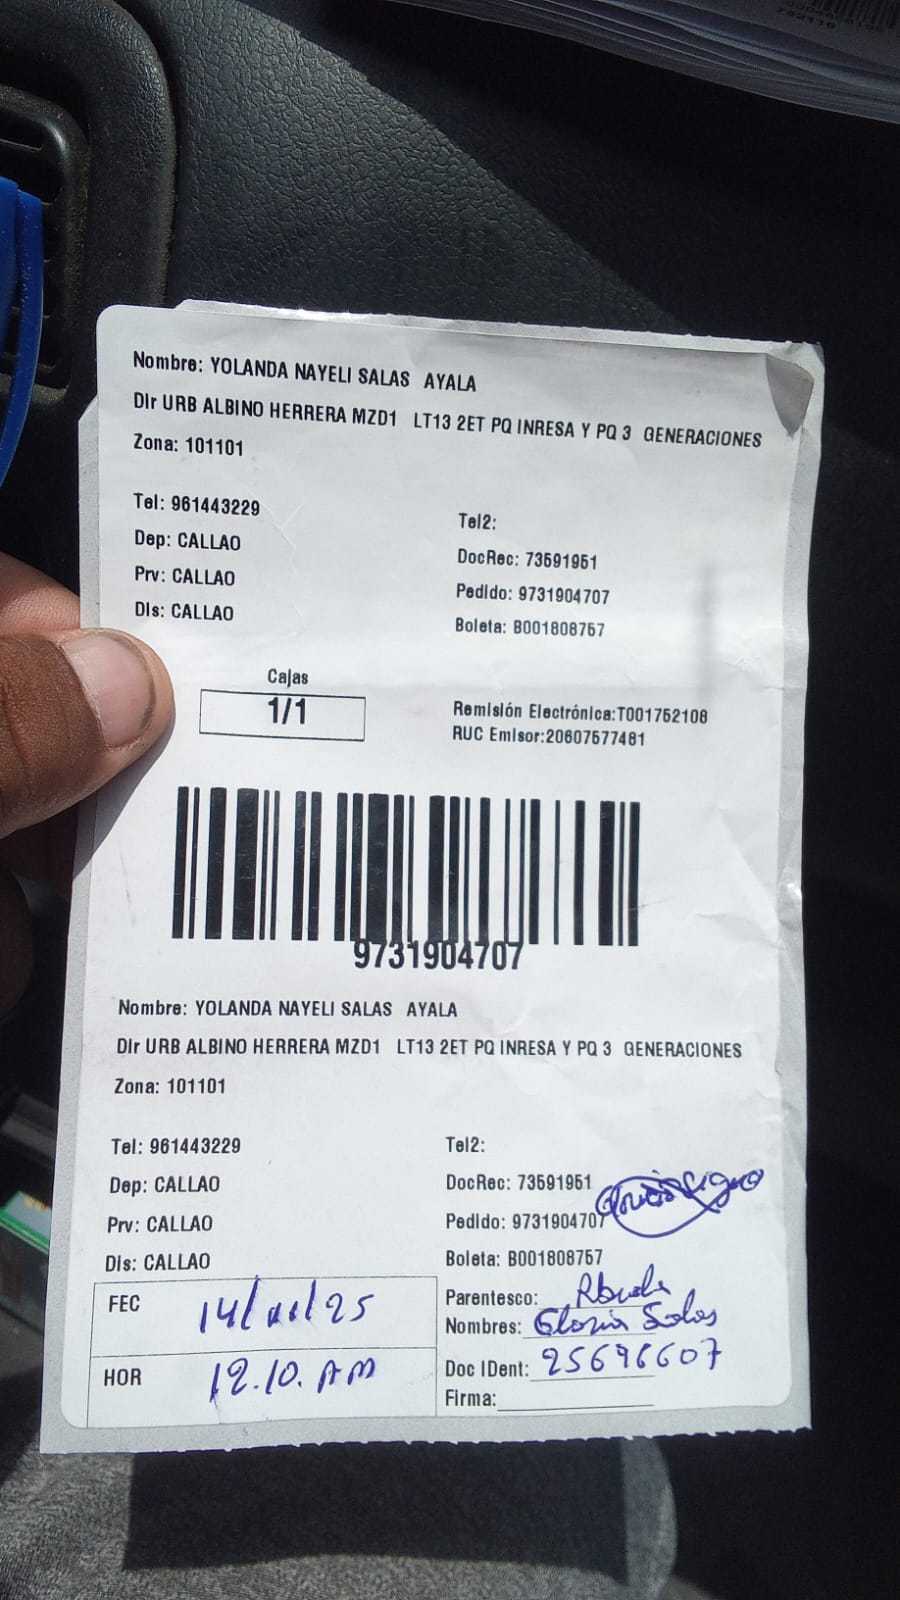 Nombre: YOLANDA NAYELI SALAS AYALA
Dir URB ALBINO HERRERA MZD1 LT13 2ET PQ INRESA Y PQ 3 GENERACIONES
Zona: 101101
Tel: 961443229
Tel2:
Dep: CALLAO
DocRec: 73591951
Prv: CALLAO
Pedido: 9731904707
Dis: CALLAO
Boleta: B001808757
Cajas
1/1
Remisión Electrónica:T001752108
RUC Emisor:20607577481
9731904707
Nombre: YOLANDA NAYELI SALAS AYALA
Dir URB ALBINO HERRERA MZD1 LT13 2ET PQ INRESA Y PQ 3 GENERACIONES
Zona: 101101
Tel: 961443229
Tel2:
Dep: CALLAO
DocRec: 73591951
Prv: CALLAO
Pedido: 9731904707
Dis: CALLAO
Boleta: B001808757
FEC
HOR 12.10. AM
Parentesco:
Nombres: Gloria Salas
Doc IDent: 25696607
Firma: